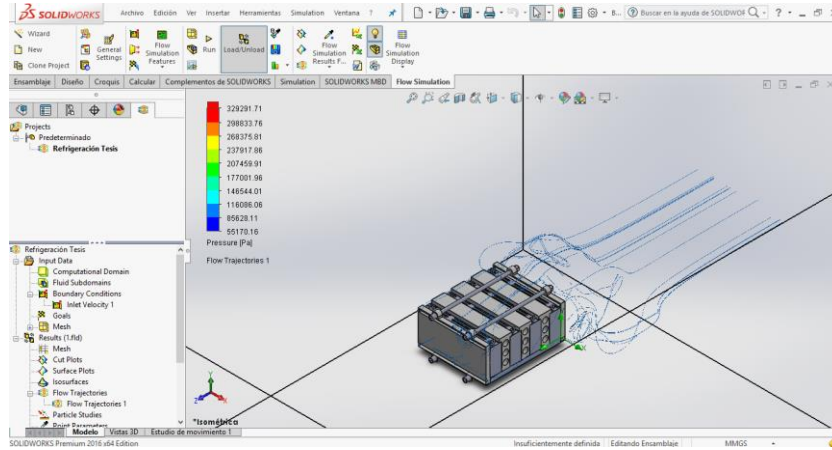 SOLIDWORKS
Archivo Edición Ver Insertar Herramientas Simulation Ventana ?
Buscar en la ayuda de SOLIDWOF
Wizard
New
Clone Project
General Settings
Flow Simulation Features
Run
Load/Unload
Flow Simulation Results F...
Flow Simulation Display
Ensamblaje Diseño Croquis Calcular Complementos de SOLIDWORKS Simulation SOLIDWORKS MBD Flow Simulation
Projects
Predeterminado
Refrigeración Tesis
Refrigeración Tesis
Input Data
Computational Domain
Fluid Subdomains
Boundary Conditions
Inlet Velocity 1
Goals
Mesh
Results (1.fld)
Mesh
Cut Plots
Surface Plots
Isosurfaces
Flow Trajectories
Flow Trajectories 1
Particle Studies
Point Parameters
329291.71
298833.76
268375.81
237917.86
207459.91
177001.96
146544.01
116086.06
85628.11
55170.16
Pressure [Pa]
Flow Trajectories 1
*Isométrica
Modelo Vistas 3D Estudio de movimiento 1
SOLIDWORKS Premium 2016 x64 Edition
Insuficientemente definida Editando Ensamblaje MMGS